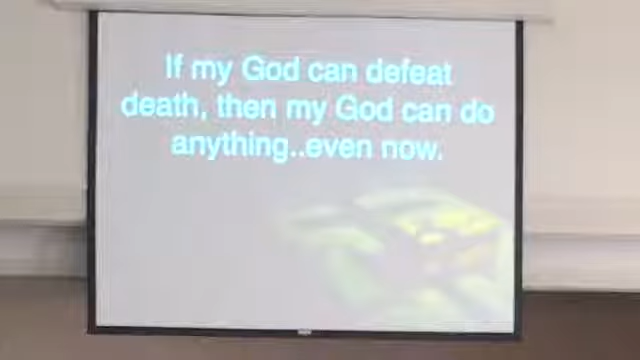 If my God can defeat
death, then my God can do
anything..even now.